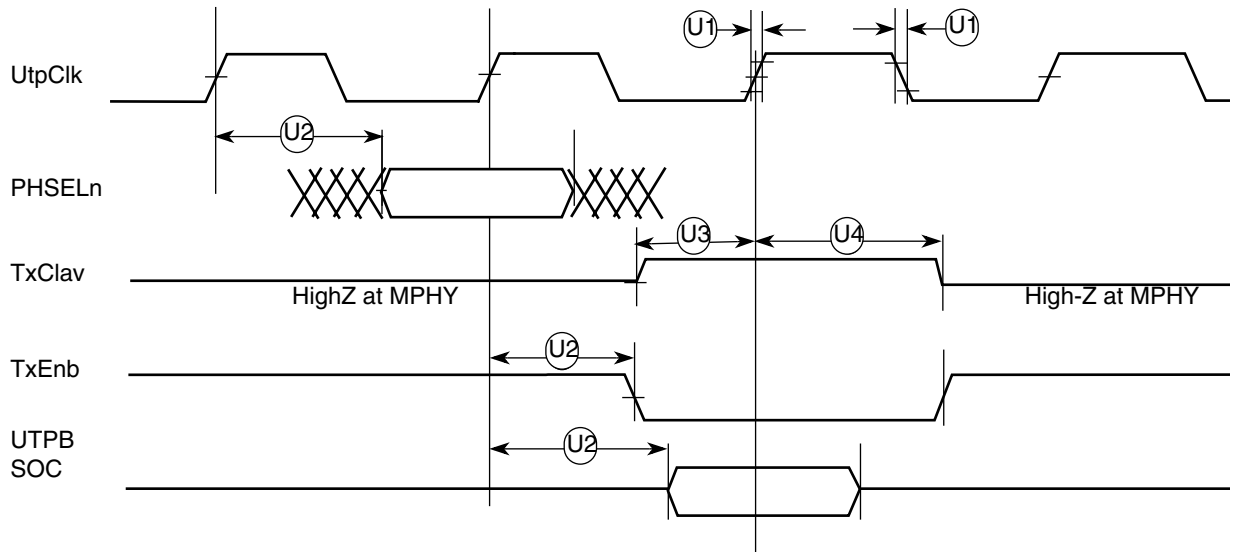 U1
U1
UtpClk
U2
PHSELn
U3
U4
TxClav
HighZ at MPHY
High-Z at MPHY
U2
TxEnb
UTPB
SOC
U2